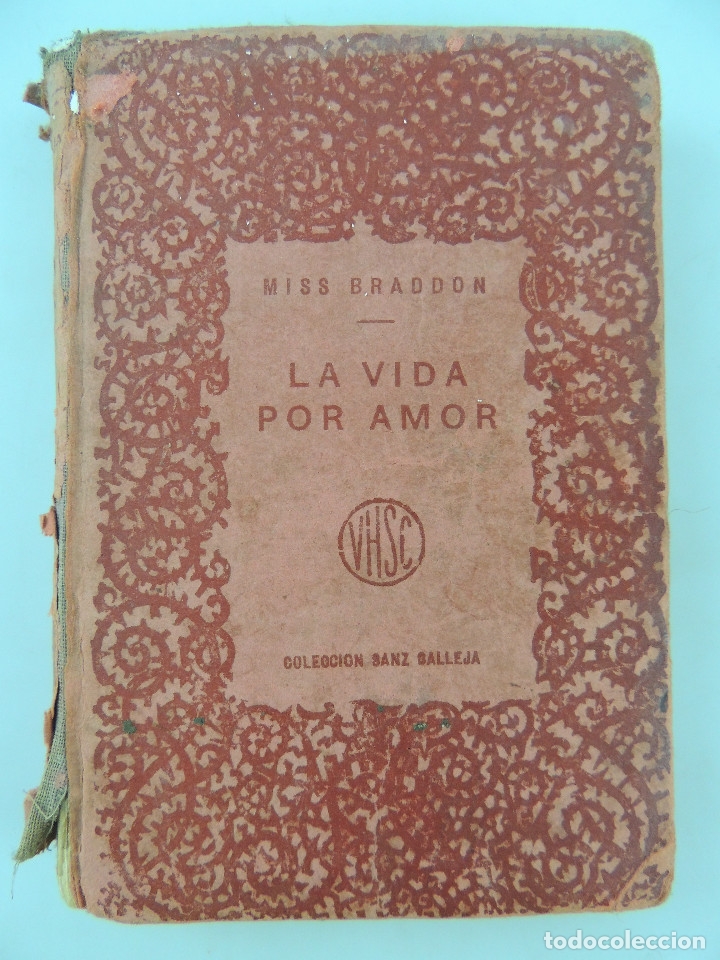 MISS BRADDON
LA VIDA
POR AMOR
VHSC
COLECCION SANZ CALLEJA
todocoleccion